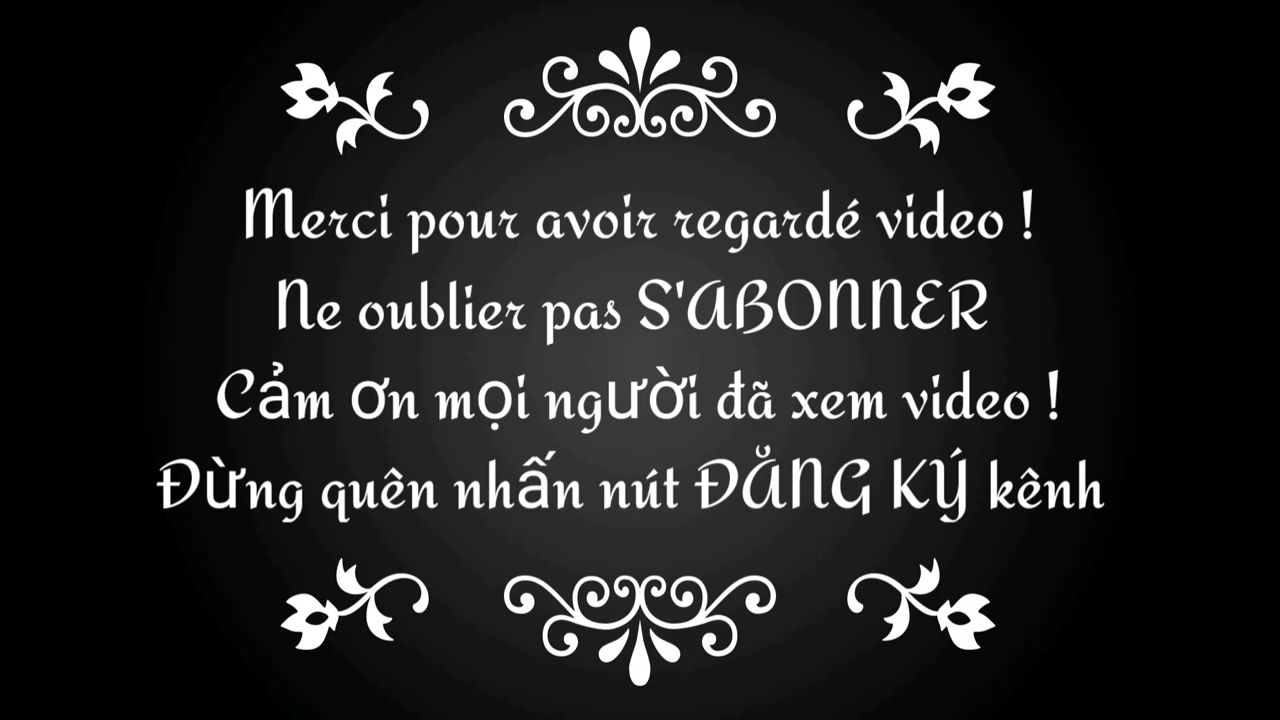 Merci pour avoir regardé video !
Ne oublier pas S'ABONNER
Cảm ơn mọi người đã xem video !
Đừng quên nhấn nút ĐĂNG KÝ kênh